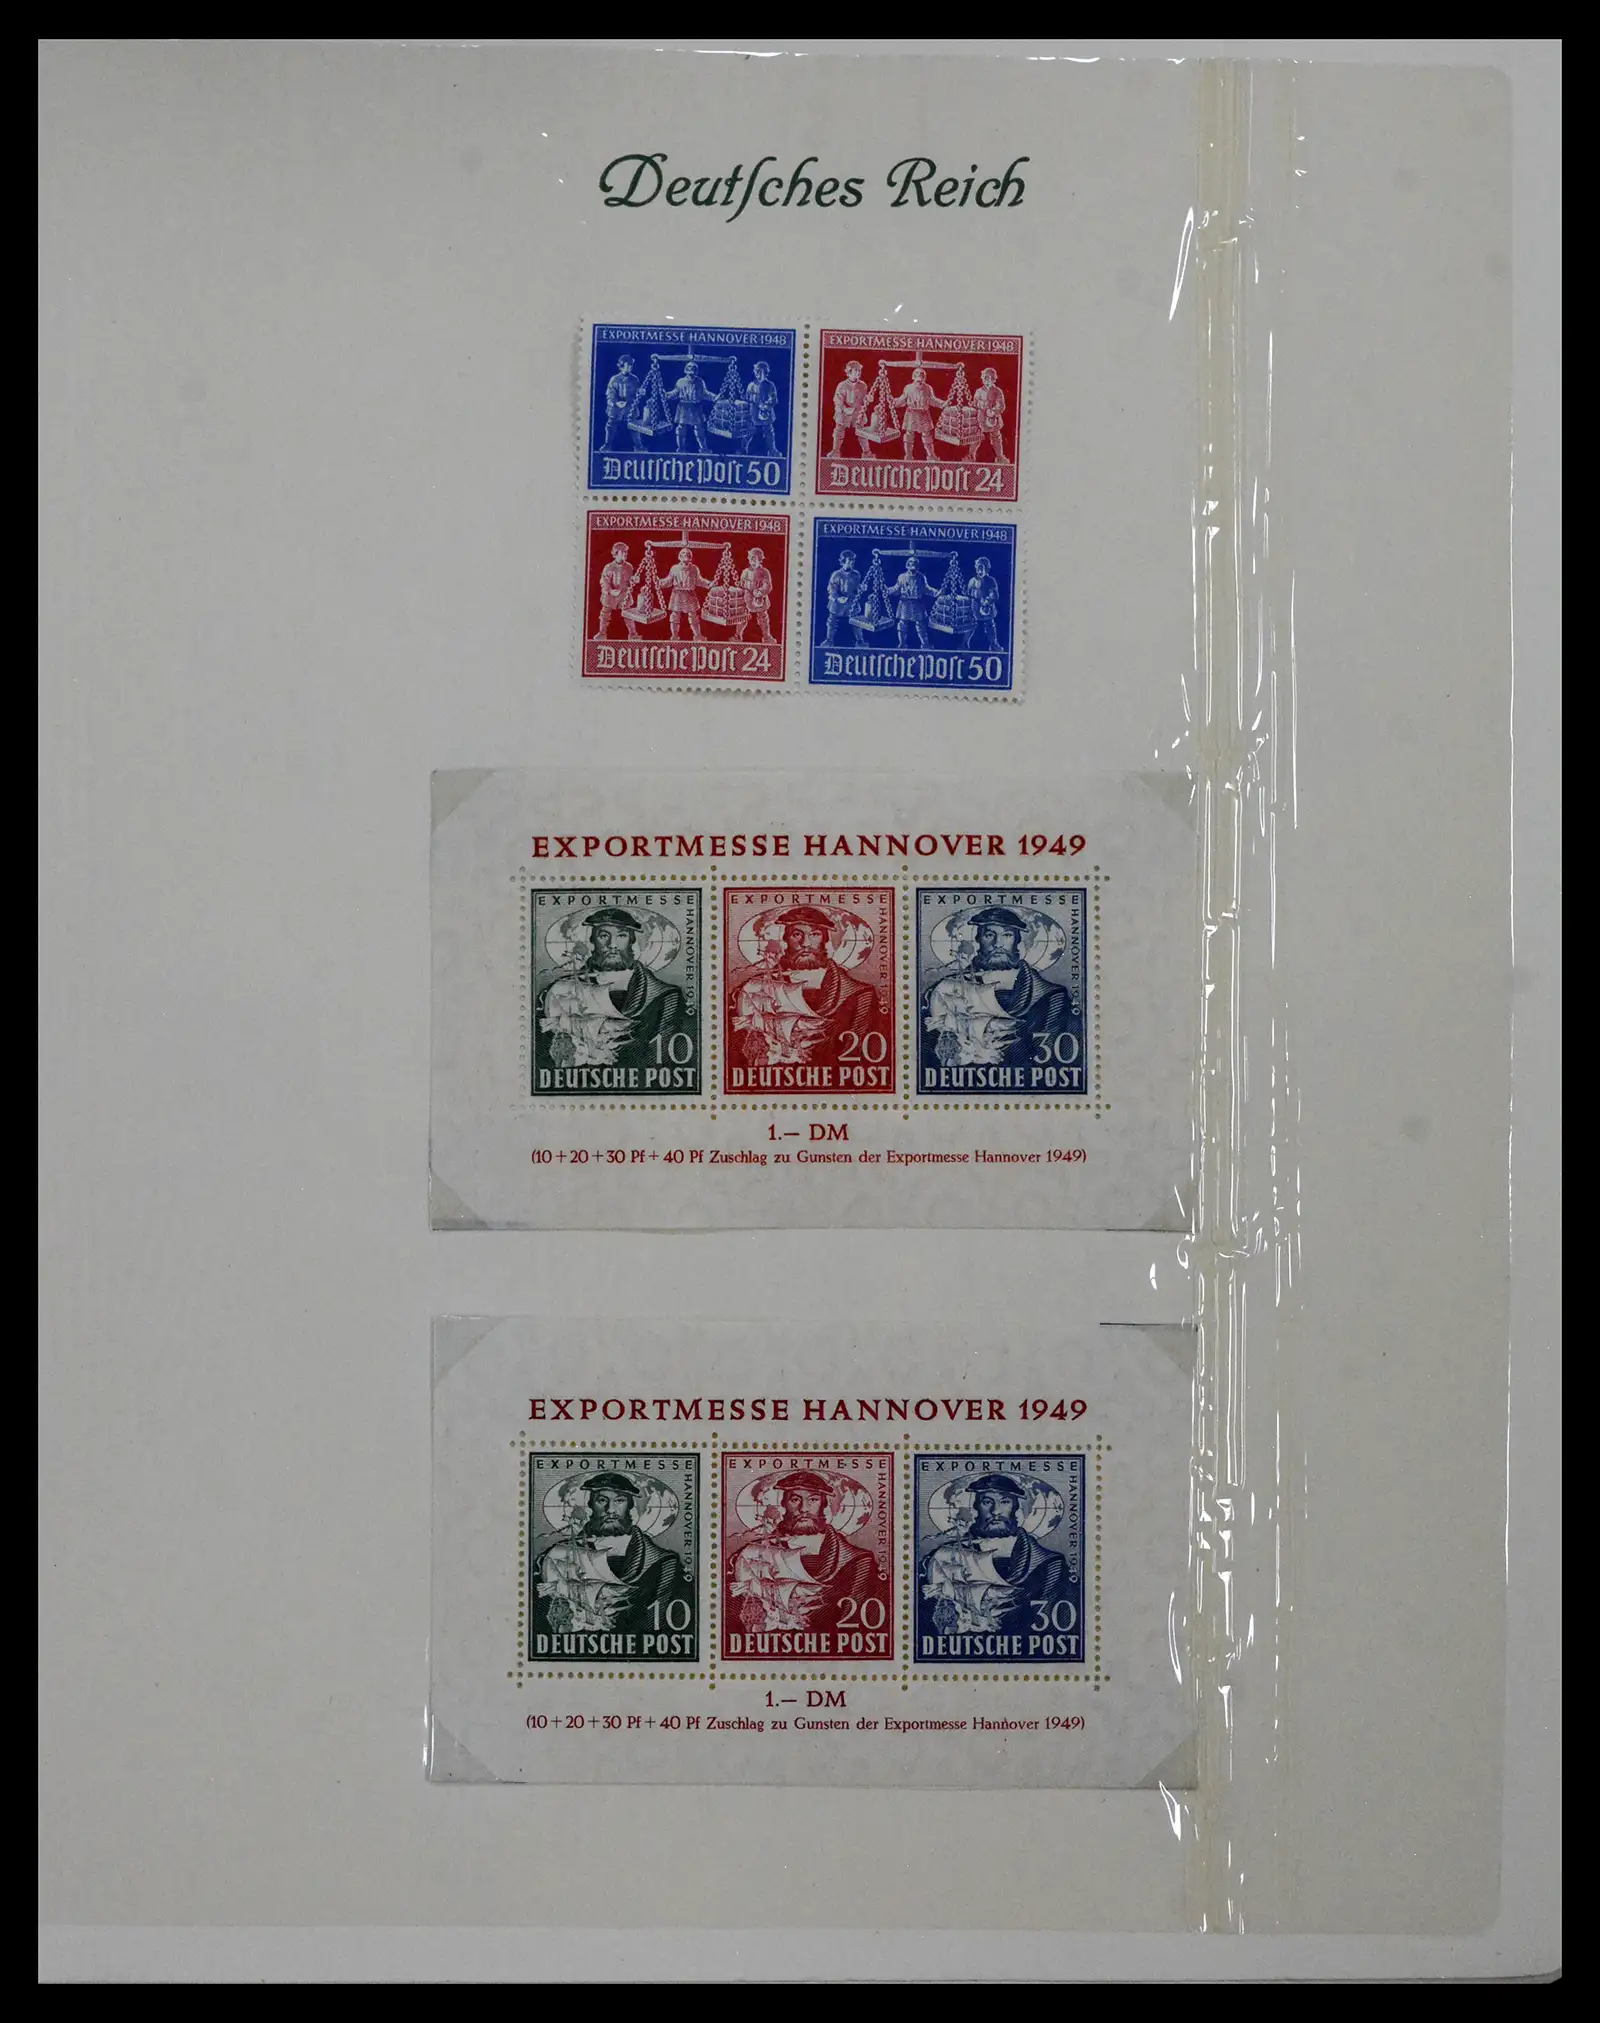 Deutſches Reich
EXPORTMESSE HANNOVER 1948
Deutſche Poſt 50
EXPORTMESSE HANNOVER 1948
Deutſche Poſt 24
EXPORTMESSE HANNOVER 1948
Deutſche Poſt 24
EXPORTMESSE HANNOVER 1948
Deutſche Poſt 50
EXPORTMESSE HANNOVER 1949
EXPORTMESSE
HANNOVER 1949
10
DEUTSCHE POST
EXPORTMESSE
HANNOVER 1949
20
DEUTSCHE POST
EXPORTMESSE
HANNOVER 1949
30
DEUTSCHE POST
1.— DM
(10+20+30 Pf+40 Pf Zuschlag zu Gunsten der Exportmesse Hannover 1949)
EXPORTMESSE HANNOVER 1949
EXPORTMESSE
HANNOVER 1949
10
DEUTSCHE POST
EXPORTMESSE
HANNOVER 1949
20
DEUTSCHE POST
EXPORTMESSE
HANNOVER 1949
30
DEUTSCHE POST
1.— DM
(10+20+30 Pf+40 Pf Zuschlag zu Gunsten der Exportmesse Hannover 1949)